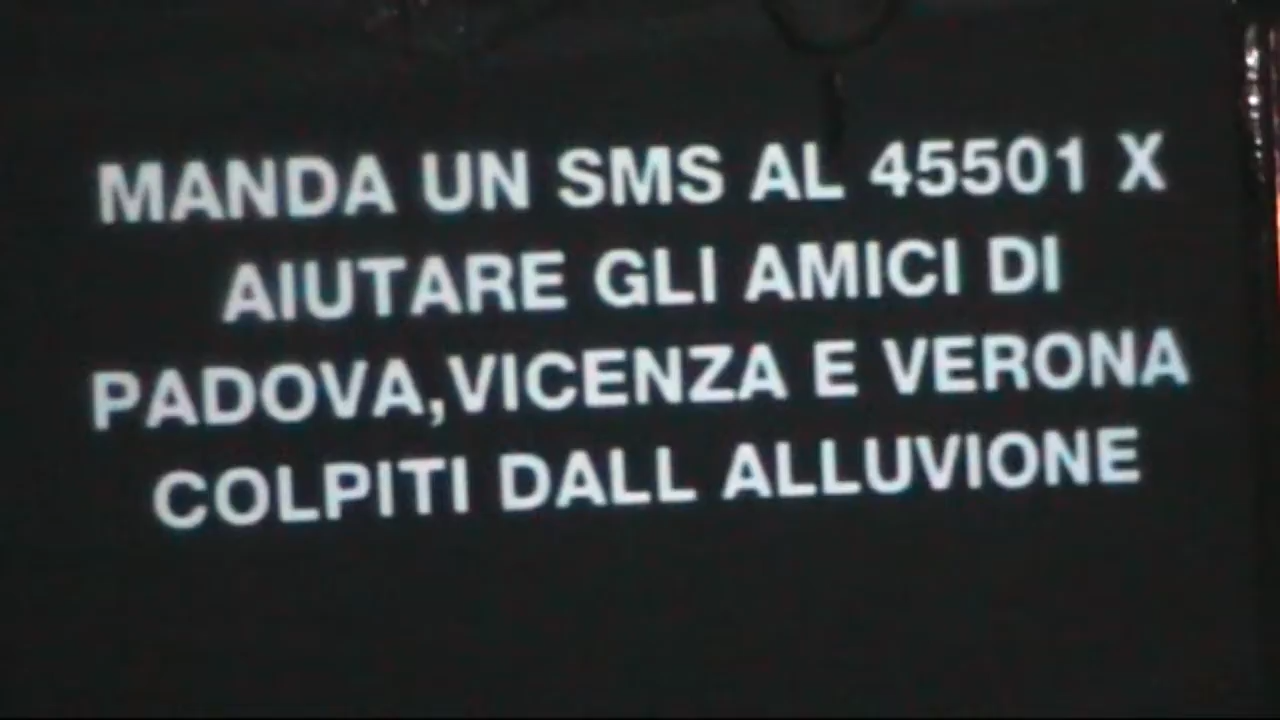 MANDA UN SMS AL 45501 X
AIUTARE GLI AMICI DI
PADOVA,VICENZA E VERONA
COLPITI DALL ALLUVIONE